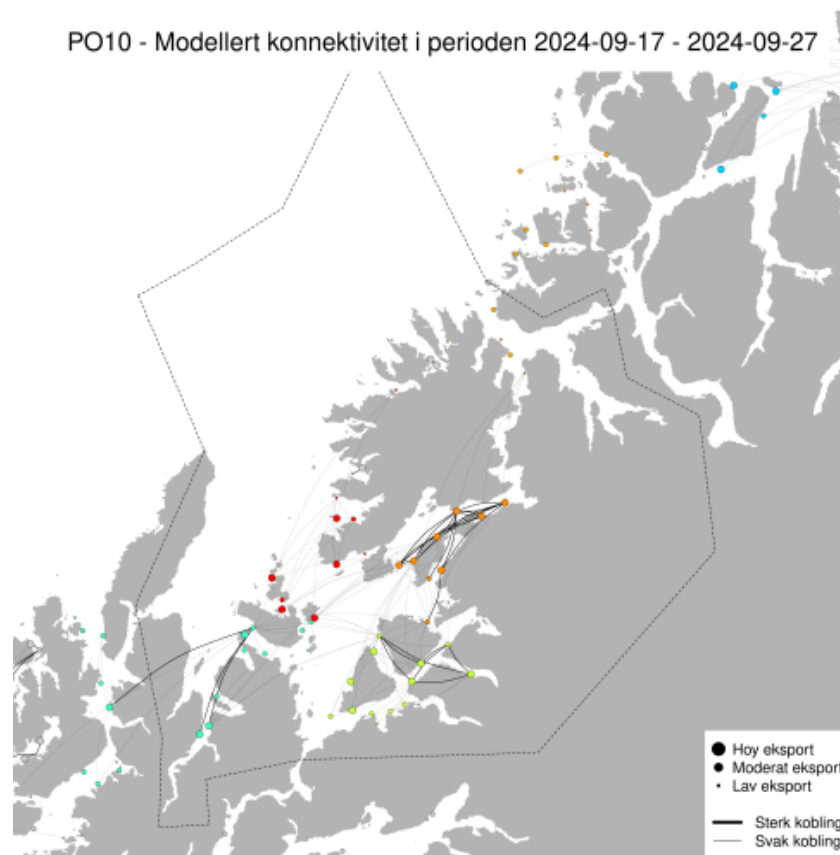 PO10 - Modellert konnektivitet i perioden 2024-09-17 - 2024-09-27
Hoy eksport
Moderat eksport
Lav eksport
Sterk kobling
Svak kobling